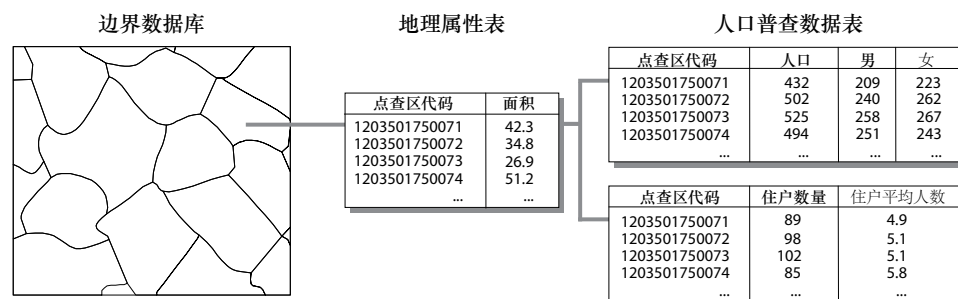 边界数据库
地理属性表
人口普查数据表
点查区代码 面积
1203501750071 42.3
1203501750072 34.8
1203501750073 26.9
1203501750074 51.2
... ...
点查区代码 人口 男 女
1203501750071 432 209 223
1203501750072 502 240 262
1203501750073 525 258 267
1203501750074 494 251 243
... ... ... ...
点查区代码 住户数量 住户平均人数
1203501750071 89 4.9
1203501750072 98 5.1
1203501750073 102 5.1
1203501750074 85 5.8
... ... ...